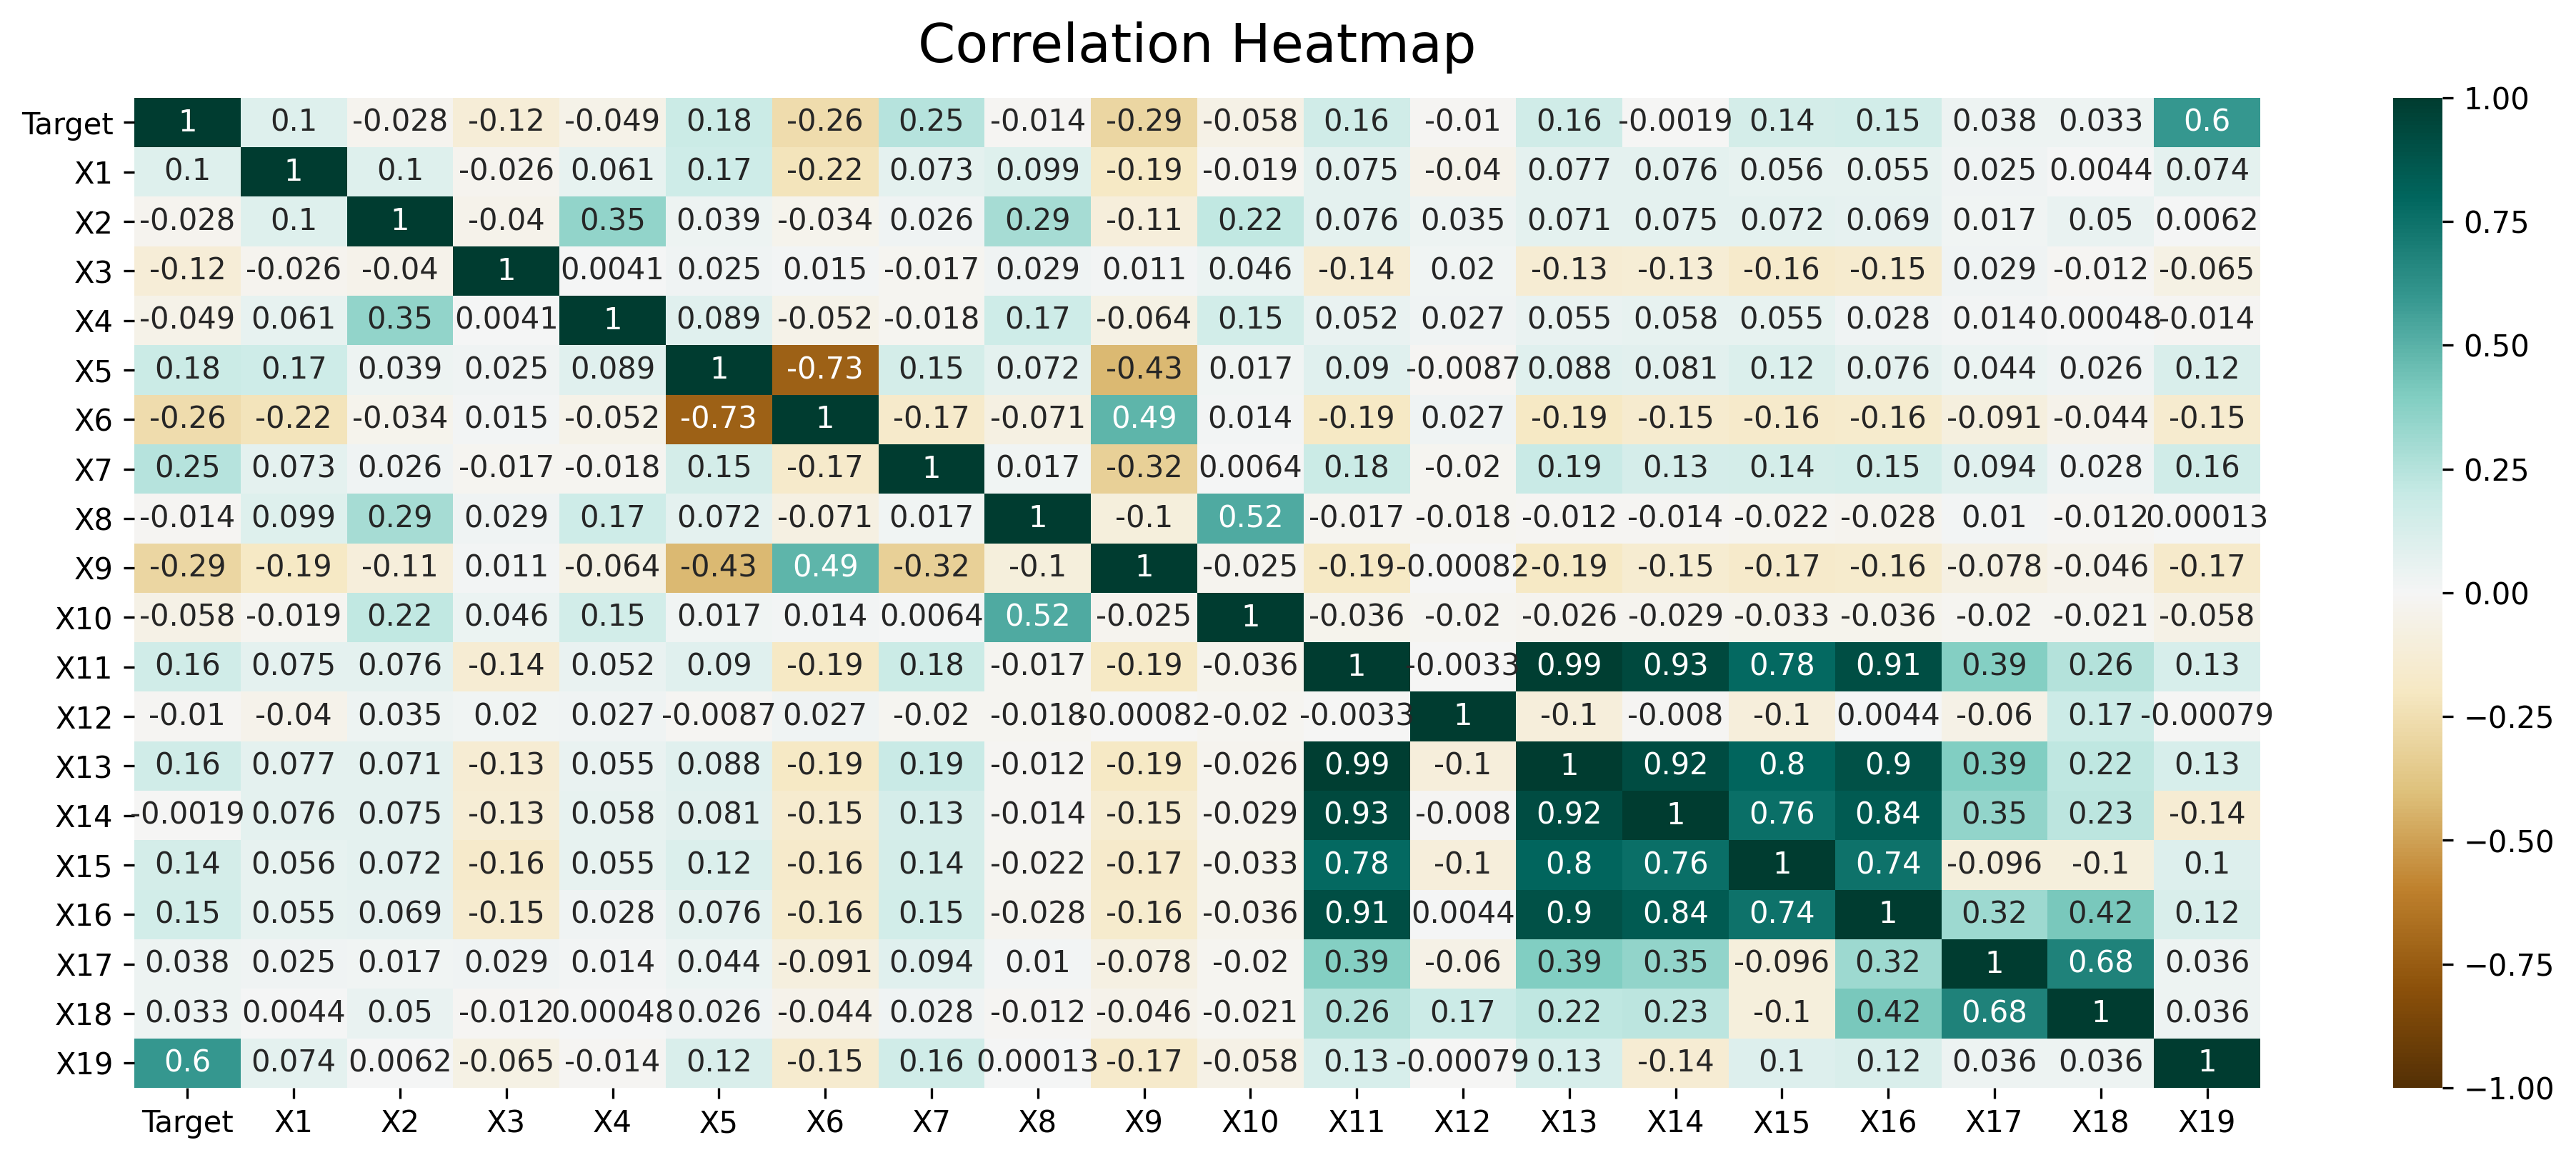 Correlation Heatmap
Target 1 0.1 -0.028 -0.12 -0.049 0.18 -0.26 0.25 -0.014 -0.29 -0.058 0.16 -0.01 0.16 -0.0019 0.14 0.15 0.038 0.033 0.6
X1 0.1 1 0.1 -0.026 0.061 0.17 -0.22 0.073 0.099 -0.19 -0.019 0.075 -0.04 0.077 0.076 0.056 0.055 0.025 0.0044 0.074
X2 -0.028 0.1 1 -0.04 0.35 0.039 -0.034 0.026 0.29 -0.11 0.22 0.076 0.035 0.071 0.075 0.072 0.069 0.017 0.05 0.0062
X3 -0.12 -0.026 -0.04 1 0.0041 0.025 0.015 -0.017 0.029 0.011 0.046 -0.14 0.02 -0.13 -0.13 -0.16 -0.15 0.029 -0.012 -0.065
X4 -0.049 0.061 0.35 0.0041 1 0.089 -0.052 -0.018 0.17 -0.064 0.15 0.052 0.027 0.055 0.058 0.055 0.028 0.014 0.00048 -0.014
X5 0.18 0.17 0.039 0.025 0.089 1 -0.73 0.15 0.072 -0.43 0.017 0.09 -0.0087 0.088 0.081 0.12 0.076 0.044 0.026 0.12
X6 -0.26 -0.22 -0.034 0.015 -0.052 -0.73 1 -0.17 -0.071 0.49 0.014 -0.19 0.027 -0.19 -0.15 -0.16 -0.16 -0.091 -0.044 -0.15
X7 0.25 0.073 0.026 -0.017 -0.018 0.15 -0.17 1 0.017 -0.32 0.0064 0.18 -0.02 0.19 0.13 0.14 0.15 0.094 0.028 0.16
X8 -0.014 0.099 0.29 0.029 0.17 0.072 -0.071 0.017 1 -0.1 0.52 -0.017 -0.018 -0.012 -0.014 -0.022 -0.028 0.01 -0.012 0.00013
X9 -0.29 -0.19 -0.11 0.011 -0.064 -0.43 0.49 -0.32 -0.1 1 -0.025 -0.19 -0.00082 -0.19 -0.15 -0.17 -0.16 -0.078 -0.046 -0.17
X10 -0.058 -0.019 0.22 0.046 0.15 0.017 0.014 0.0064 0.52 -0.025 1 -0.036 -0.02 -0.026 -0.029 -0.033 -0.036 -0.02 -0.021 -0.058
X11 0.16 0.075 0.076 -0.14 0.052 0.09 -0.19 0.18 -0.017 -0.19 -0.036 1 -0.0033 0.99 0.93 0.78 0.91 0.39 0.26 0.13
X12 -0.01 -0.04 0.035 0.02 0.027 -0.0087 0.027 -0.02 -0.018 -0.00082 -0.02 -0.0033 1 -0.1 -0.008 -0.1 0.0044 -0.06 0.17 -0.00079
X13 0.16 0.077 0.071 -0.13 0.055 0.088 -0.19 0.19 -0.012 -0.19 -0.026 0.99 -0.1 1 0.92 0.8 0.9 0.39 0.22 0.13
X14 -0.0019 0.076 0.075 -0.13 0.058 0.081 -0.15 0.13 -0.014 -0.15 -0.029 0.93 -0.008 0.92 1 0.76 0.84 0.35 0.23 -0.14
X15 0.14 0.056 0.072 -0.16 0.055 0.12 -0.16 0.14 -0.022 -0.17 -0.033 0.78 -0.1 0.8 0.76 1 0.74 -0.096 -0.1 0.1
X16 0.15 0.055 0.069 -0.15 0.028 0.076 -0.16 0.15 -0.028 -0.16 -0.036 0.91 0.0044 0.9 0.84 0.74 1 0.32 0.42 0.12
X17 0.038 0.025 0.017 0.029 0.014 0.044 -0.091 0.094 0.01 -0.078 -0.02 0.39 -0.06 0.39 0.35 -0.096 0.32 1 0.68 0.036
X18 0.033 0.0044 0.05 -0.012 0.00048 0.026 -0.044 0.028 -0.012 -0.046 -0.021 0.26 0.17 0.22 0.23 -0.1 0.42 0.68 1 0.036
X19 0.6 0.074 0.0062 -0.065 -0.014 0.12 -0.15 0.16 0.00013 -0.17 -0.058 0.13 -0.00079 0.13 -0.14 0.1 0.12 0.036 0.036 1
Target X1 X2 X3 X4 X5 X6 X7 X8 X9 X10 X11 X12 X13 X14 X15 X16 X17 X18 X19
1.00
0.75
0.50
0.25
0.00
−0.25
−0.50
−0.75
−1.00